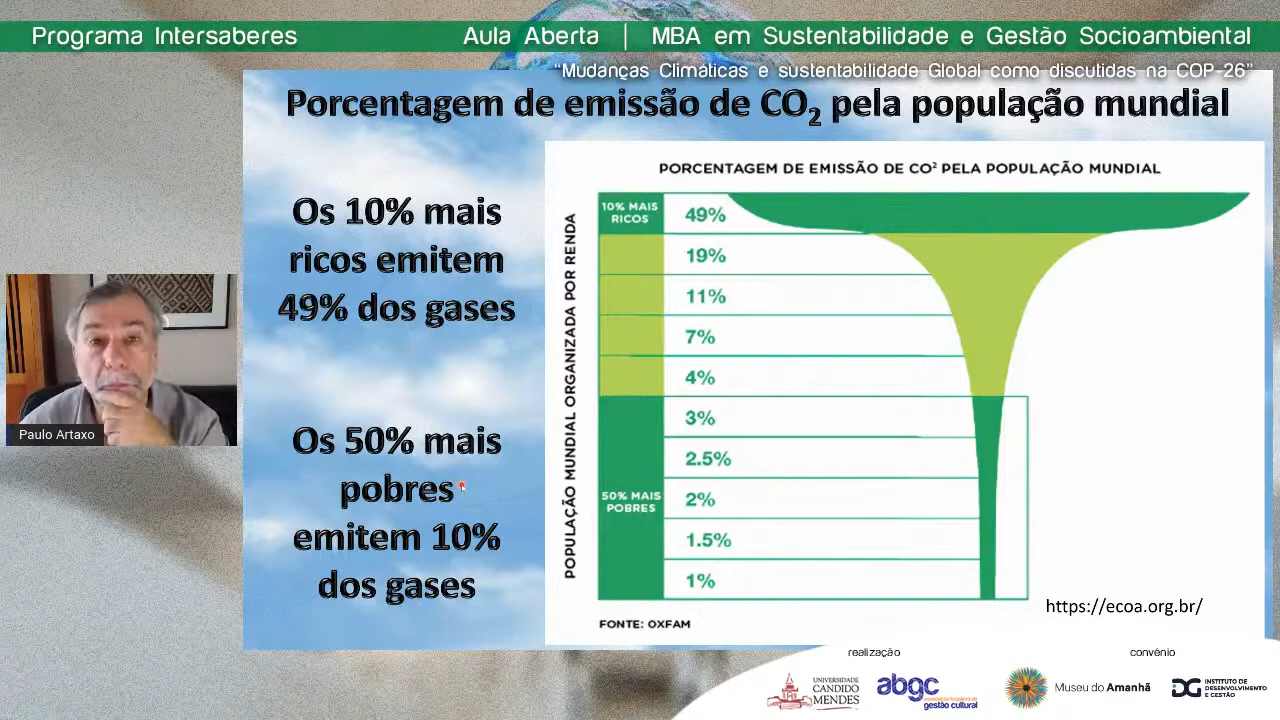 Programa Intersaberes
Aula Aberta | MBA em Sustentabilidade e Gestão Socioambiental
"Mudanças Climáticas e sustentabilidade Global como discutidas na COP-26"
Porcentagem de emissão de CO₂ pela população mundial
Os 10% mais
ricos emitem
49% dos gases
Os 50% mais
pobres
emitem 10%
dos gases
PORCENTAGEM DE EMISSÃO DE CO² PELA POPULAÇÃO MUNDIAL
POPULAÇÃO MUNDIAL ORGANIZADA POR RENDA
10% MAIS
RICOS
49%
19%
11%
7%
4%
3%
2.5%
50% MAIS
POBRES
2%
1.5%
1%
FONTE: OXFAM
https://ecoa.org.br/
Paulo Artaxo
realização
convênio
UNIVERSIDADE
CANDIDO
MENDES
abgc
gestão cultural
Museu do Amanhã
IDG
INSTITUTO DE
DESENVOLVIMENTO
E GESTÃO